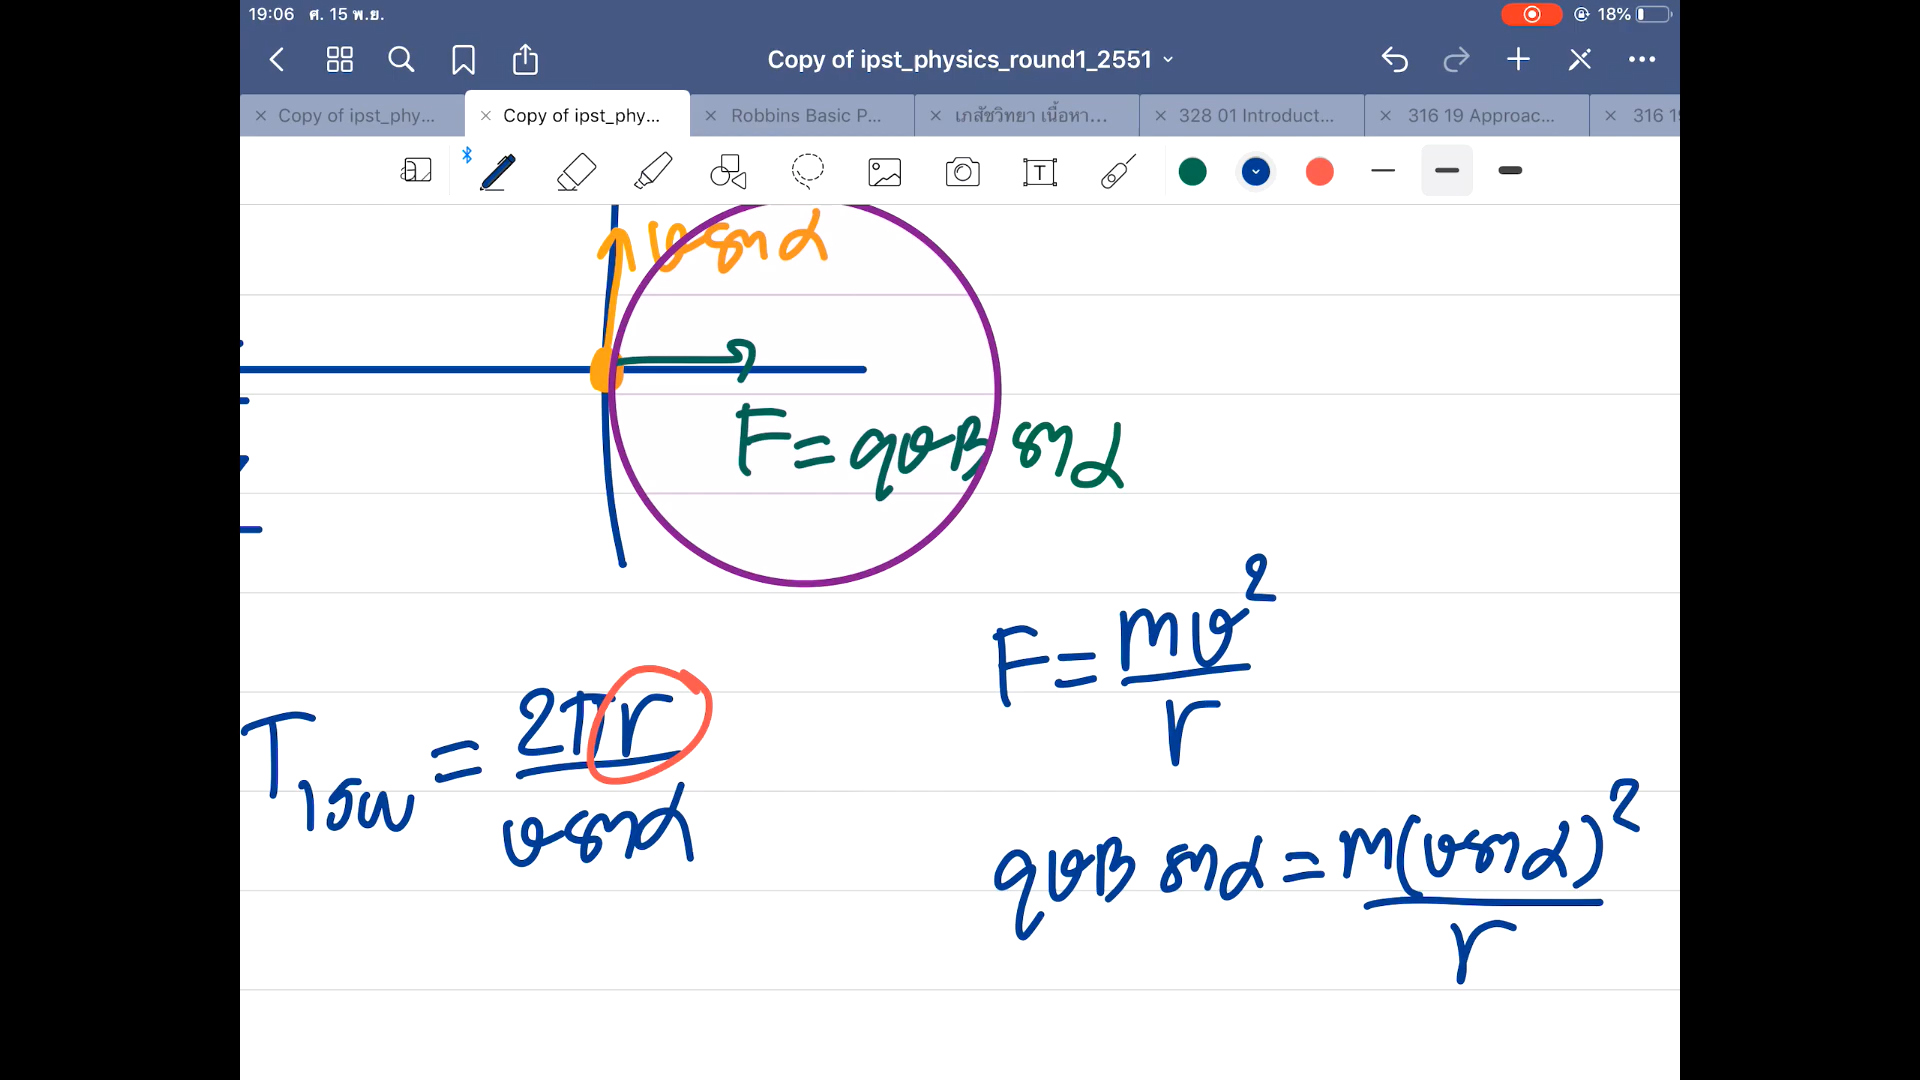 19:06 ศ. 15 พ.ย.
18%
Copy of ipst_physics_round1_2551
Copy of ipst_phy...
Copy of ipst_phy...
Robbins Basic P...
เภสัชวิทยา เนื้อหา...
328 01 Introduct...
316 19 Approac...
316 19
T
v sin α
F = qvB sin α
F = mv²/r
T₁รอบ = 2πr/(v sin α)
qvB sin α = m(v sin α)²/r